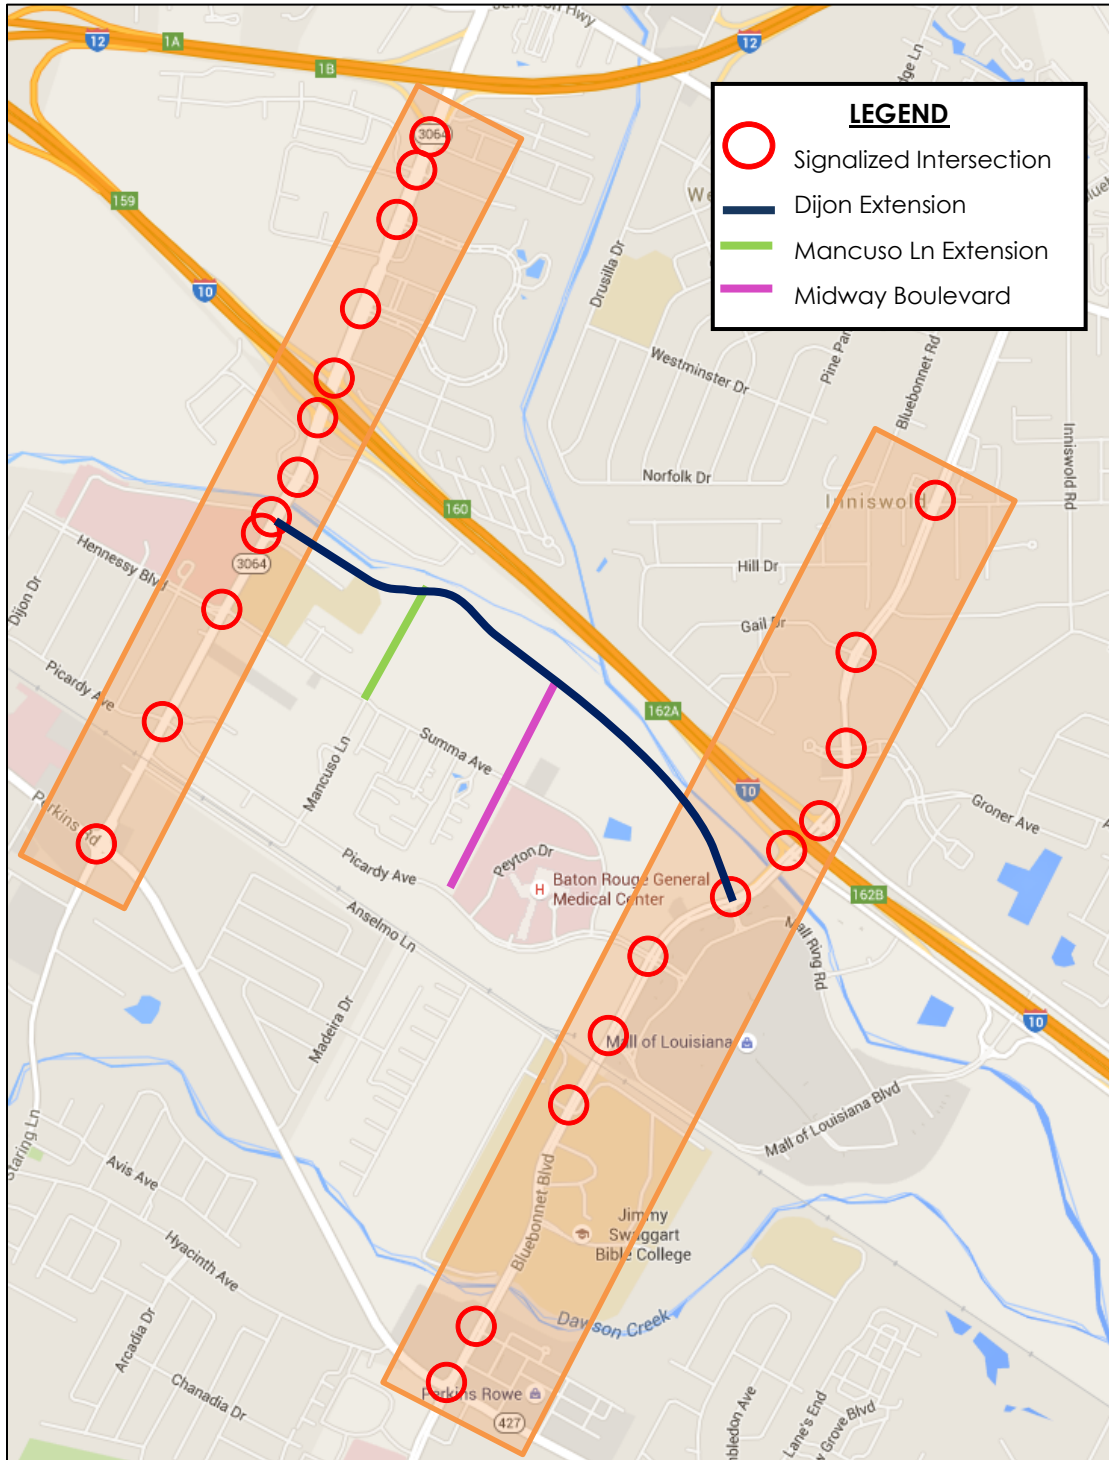 Jefferson Hwy
12
1A
12
1B
LEGEND
Signalized Intersection
Dijon Extension
Mancuso Ln Extension
Midway Boulevard
3064
159
10
Drusilla Dr
Westminster Dr
Bluebonnet Rd
Inniswold Rd
Norfolk Dr
Inniswold
160
Hennessy Blvd
3064
Dijon Dr
Hill Dr
Gail Dr
Picardy Ave
162A
Summa Ave
Mancuso Ln
10
Groner Ave
Perkins Rd
Peyton Dr
Picardy Ave
H
Baton Rouge General
Medical Center
162B
Anselmo Ln
Mall Ring Rd
10
Madeira Dr
Mall of Louisiana
Mall of Louisiana Blvd
Staring Ln
Avis Ave
Bluebonnet Blvd
Jimmy
Swaggart
Bible College
Hyacinth Ave
Arcadia Dr
Dawson Creek
Chanadia Dr
Perkins Rowe
427
Lane's End